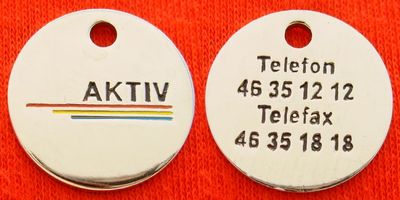 AKTIV
Telefon
46 35 12 12
Telefax
46 35 18 18